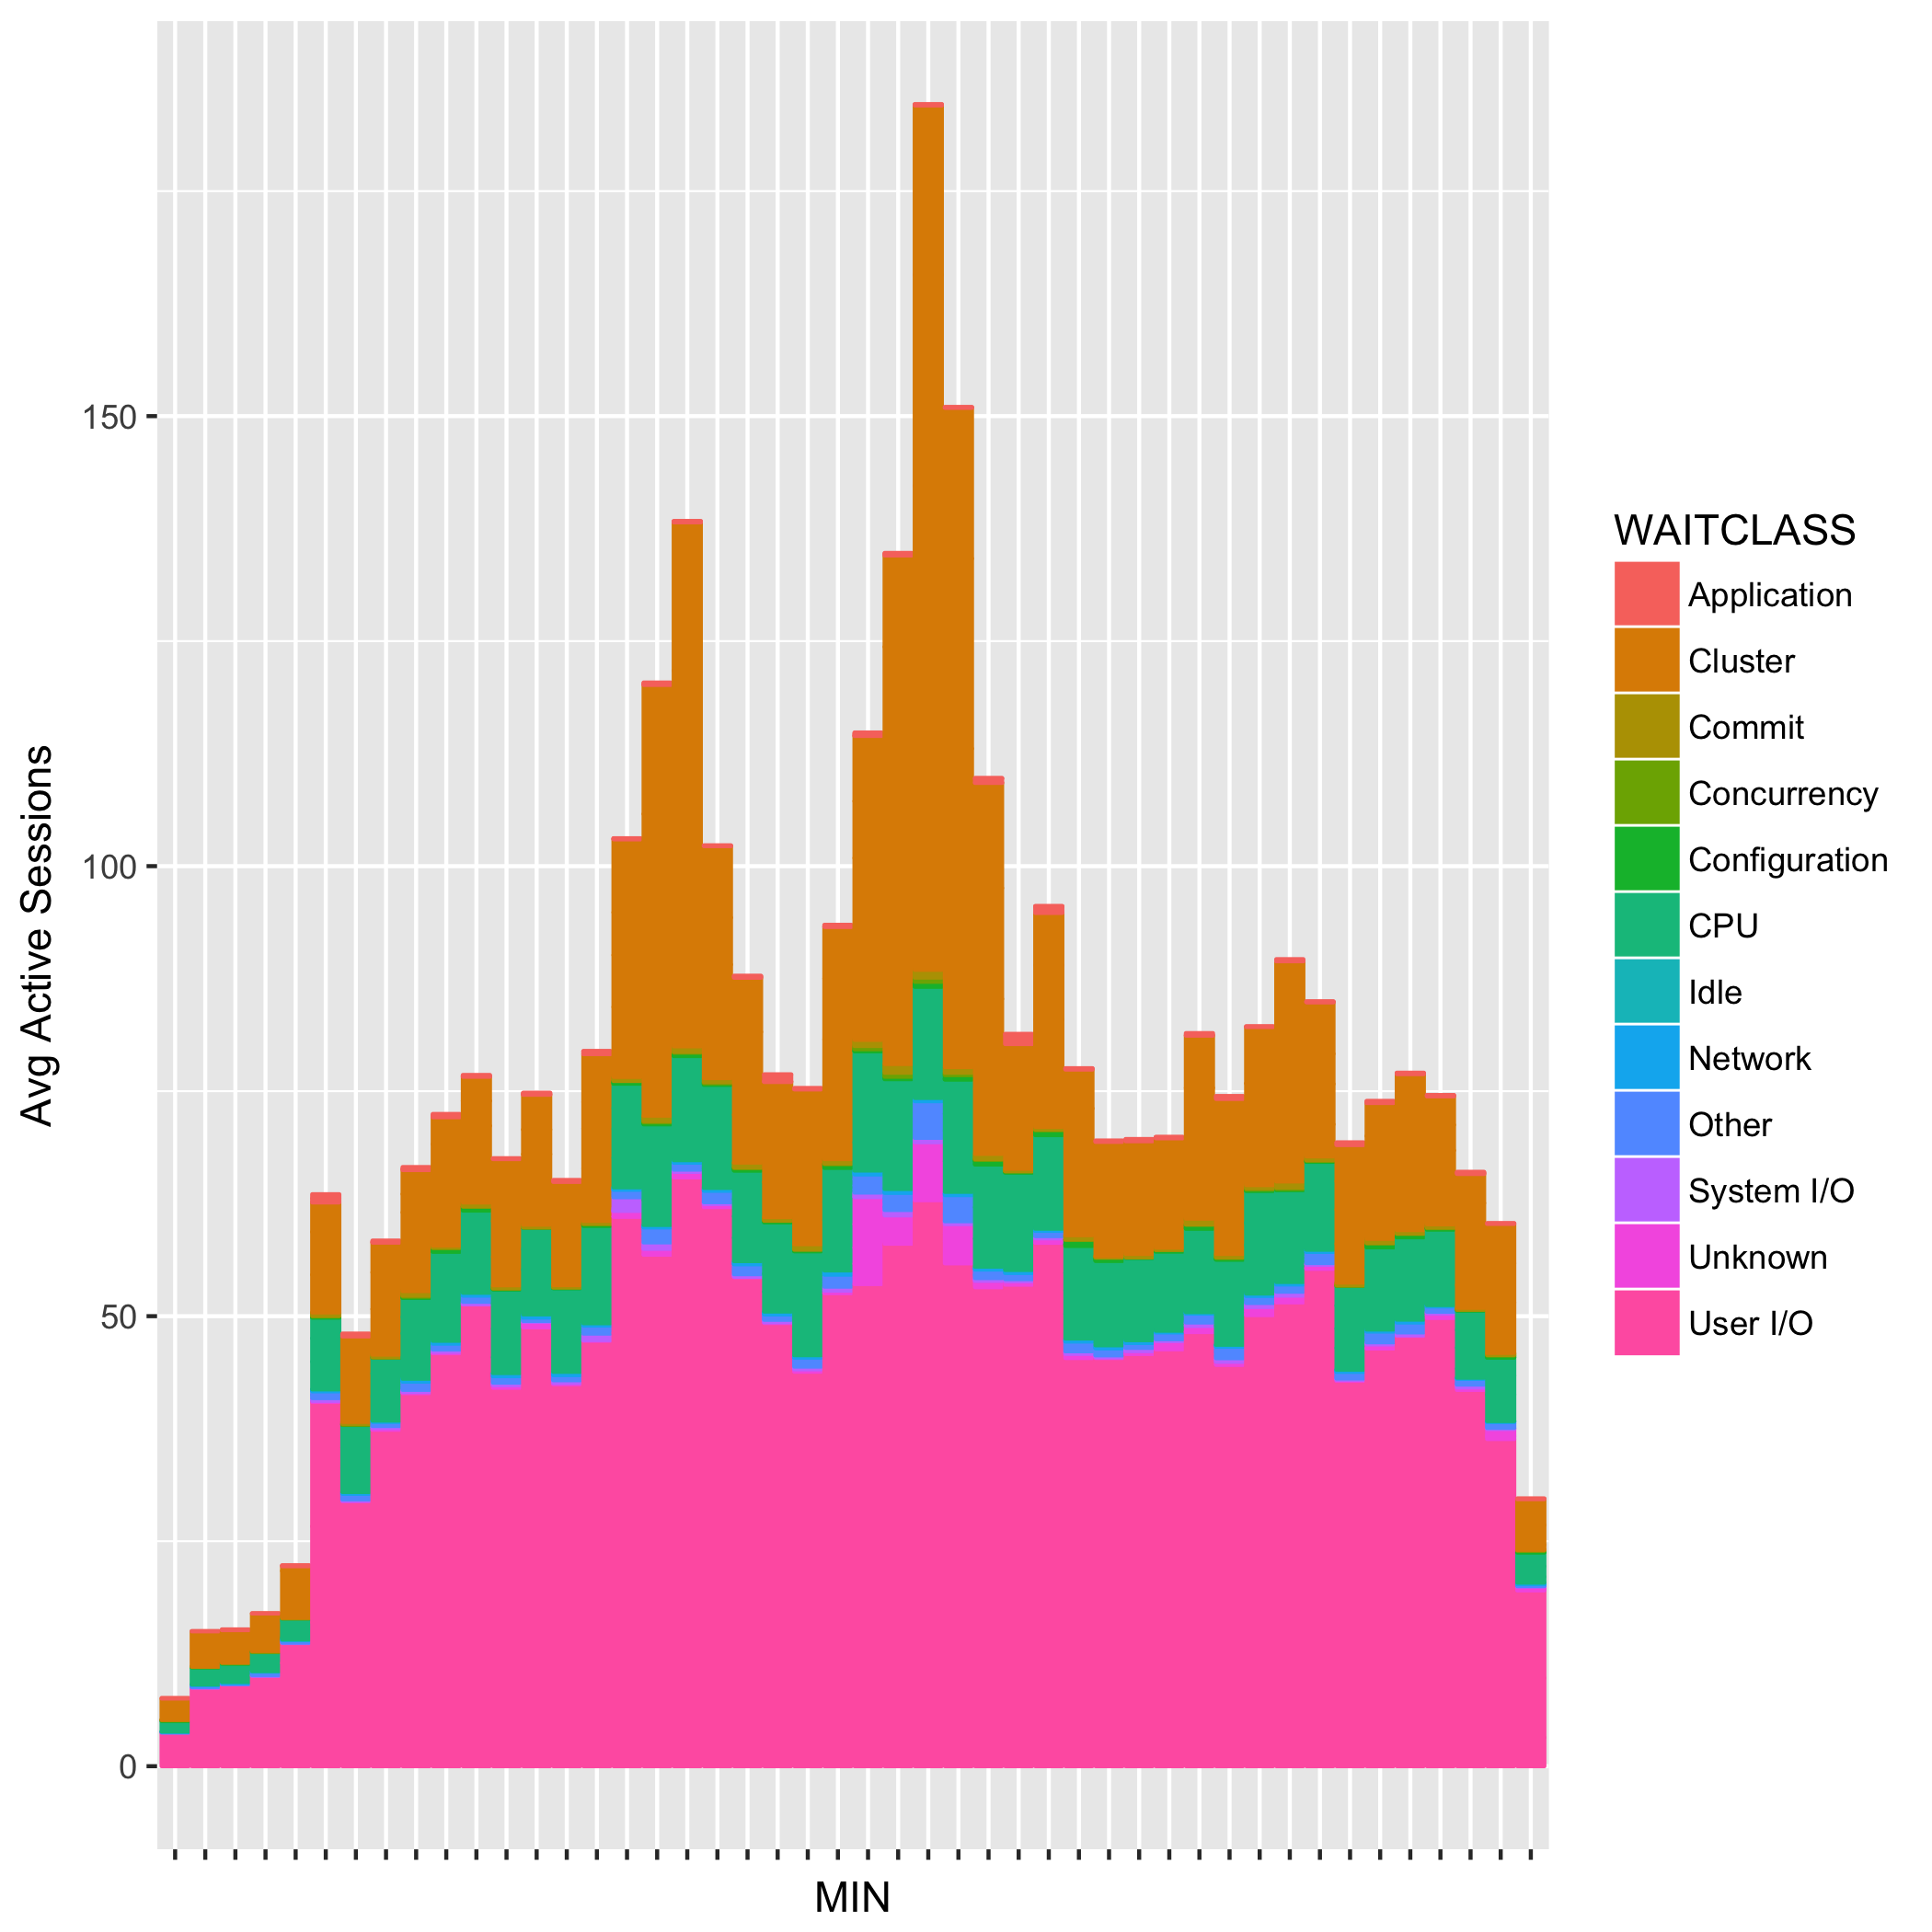 Avg Active Sessions
150
100
50
0
MIN
WAITCLASS
Application
Cluster
Commit
Concurrency
Configuration
CPU
Idle
Network
Other
System I/O
Unknown
User I/O